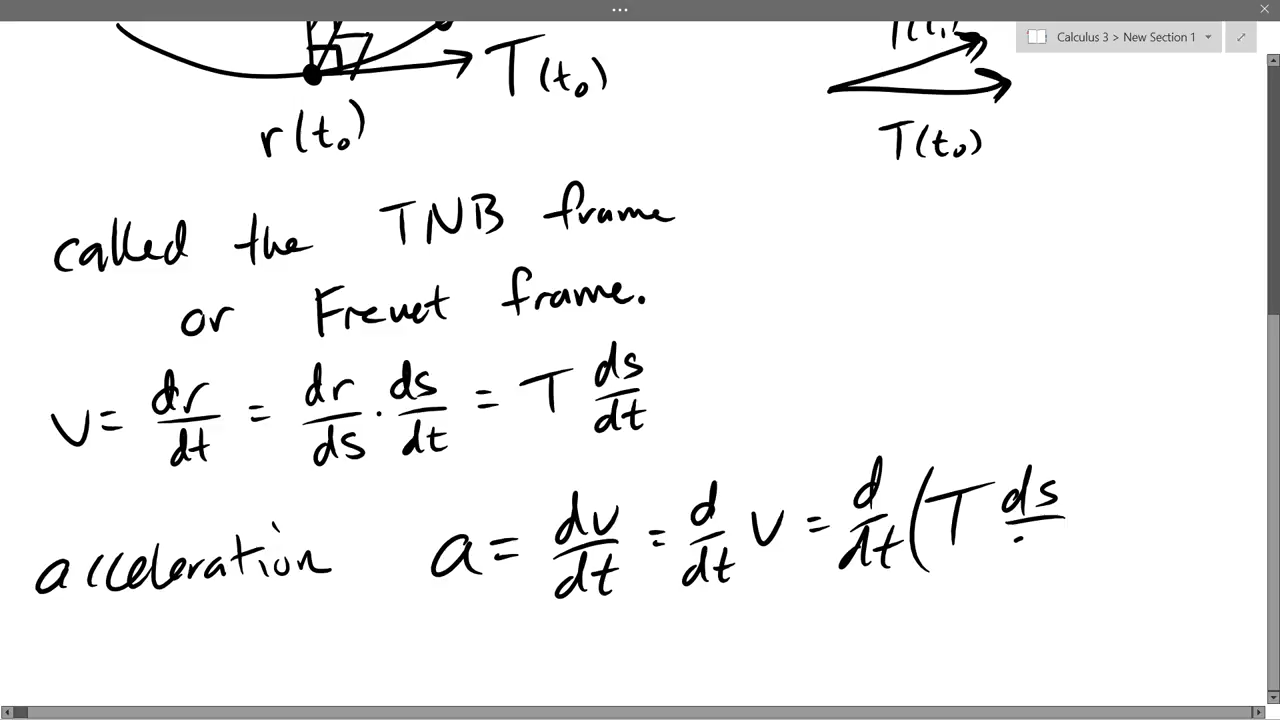 ...
Calculus 3 > New Section 1
T(t₁)
T(t₀)
r(t₀)
T(t₀)
called the TNB frame
or Frenet frame.
v = dr/dt = dr/ds · ds/dt = T ds/dt
acceleration a = dv/dt = d/dt v = d/dt (T ds